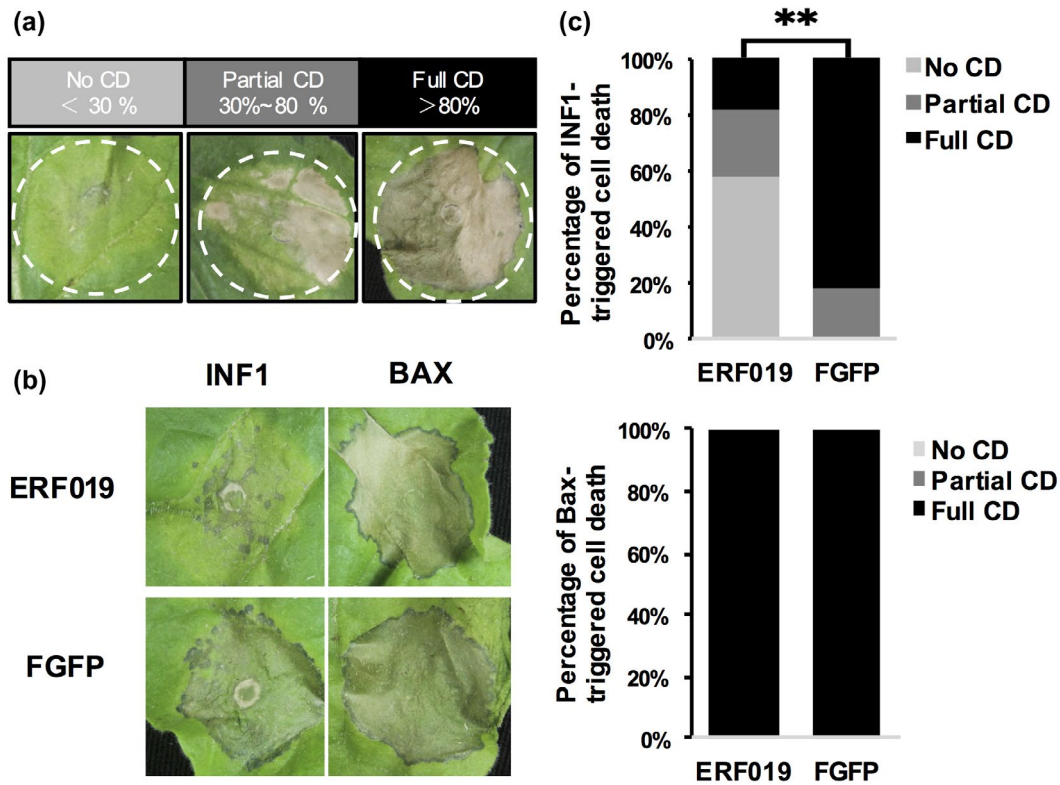 (a)
No CD
< 30 %
Partial CD
30%~80 %
Full CD
>80%
(b)
INF1
BAX
ERF019
FGFP
(c)
**
Percentage of INF1-
triggered cell death
100%
80%
60%
40%
20%
0%
ERF019
FGFP
No CD
Partial CD
Full CD
Percentage of Bax-
triggered cell death
100%
80%
60%
40%
20%
0%
ERF019
FGFP
No CD
Partial CD
Full CD